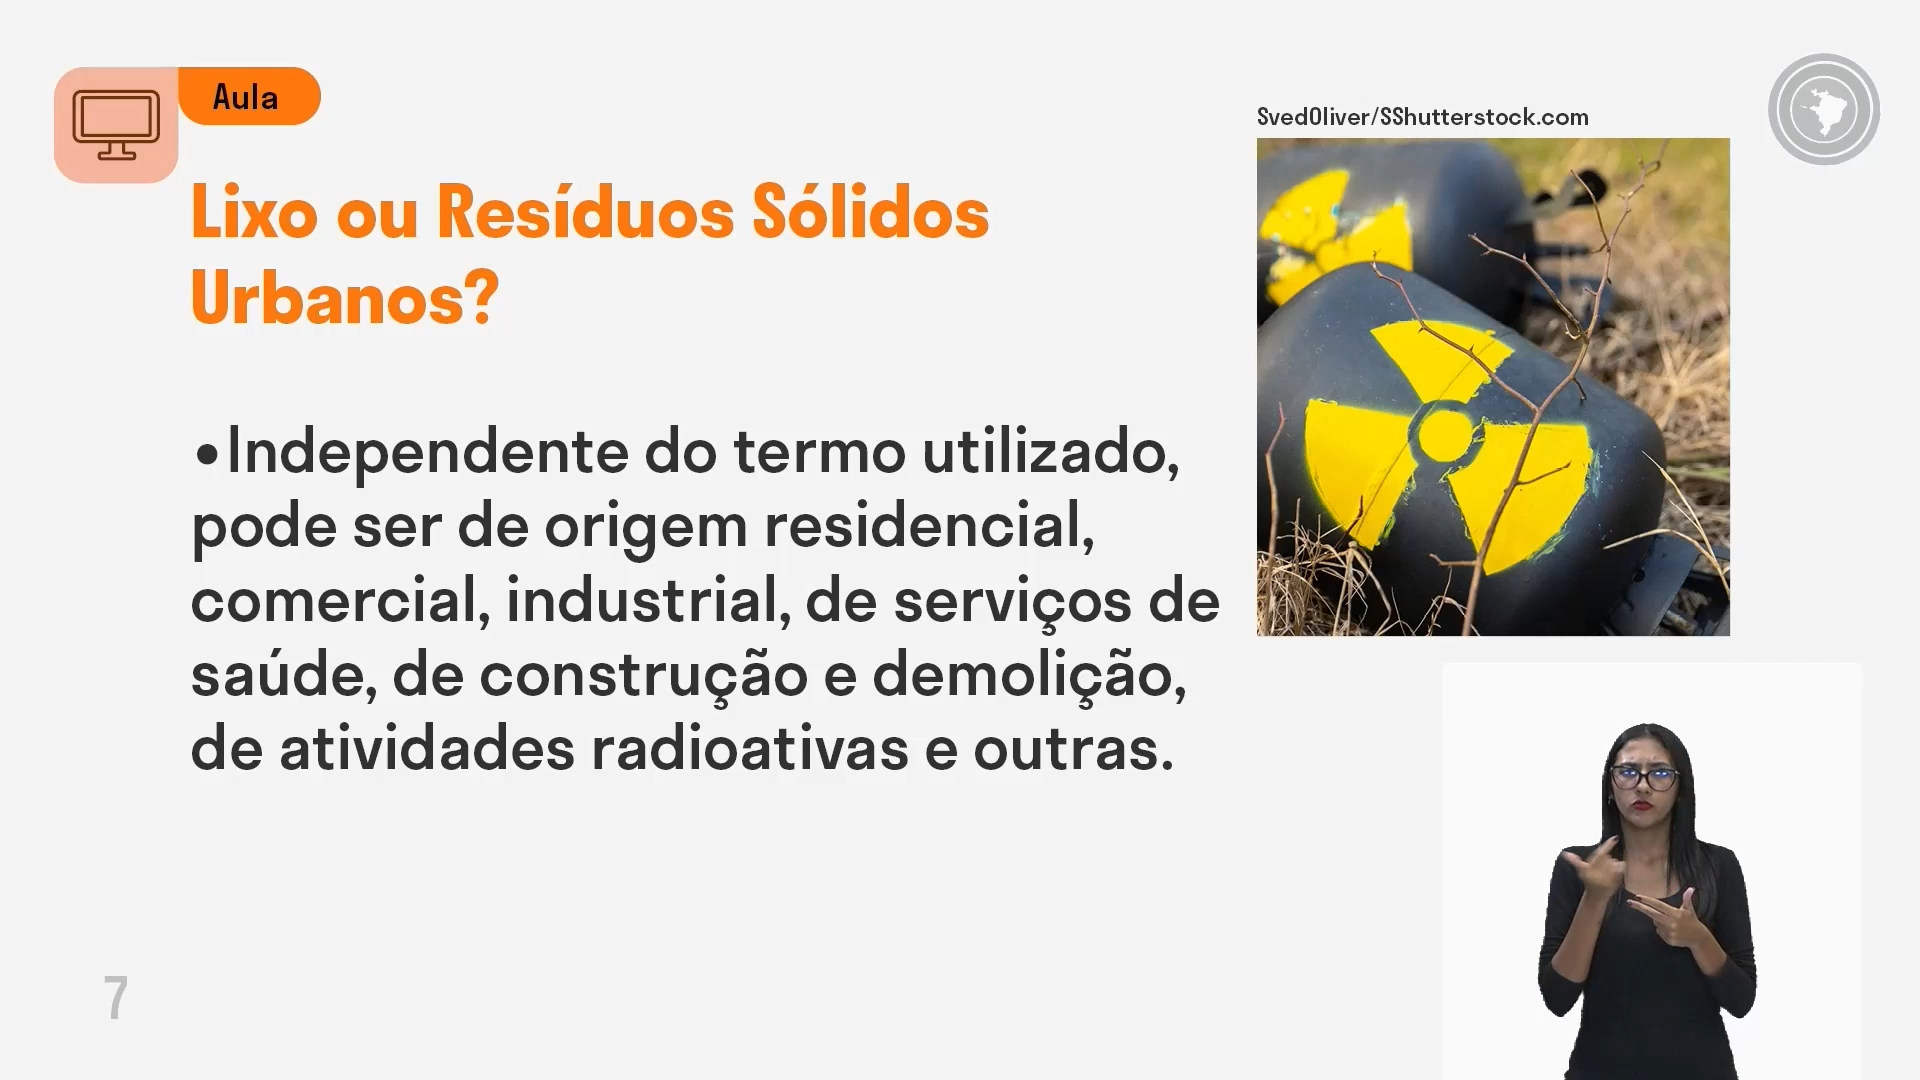 Aula
SvedOliver/SShutterstock.com
Lixo ou Resíduos Sólidos
Urbanos?
•Independente do termo utilizado,
pode ser de origem residencial,
comercial, industrial, de serviços de
saúde, de construção e demolição,
de atividades radioativas e outras.
7